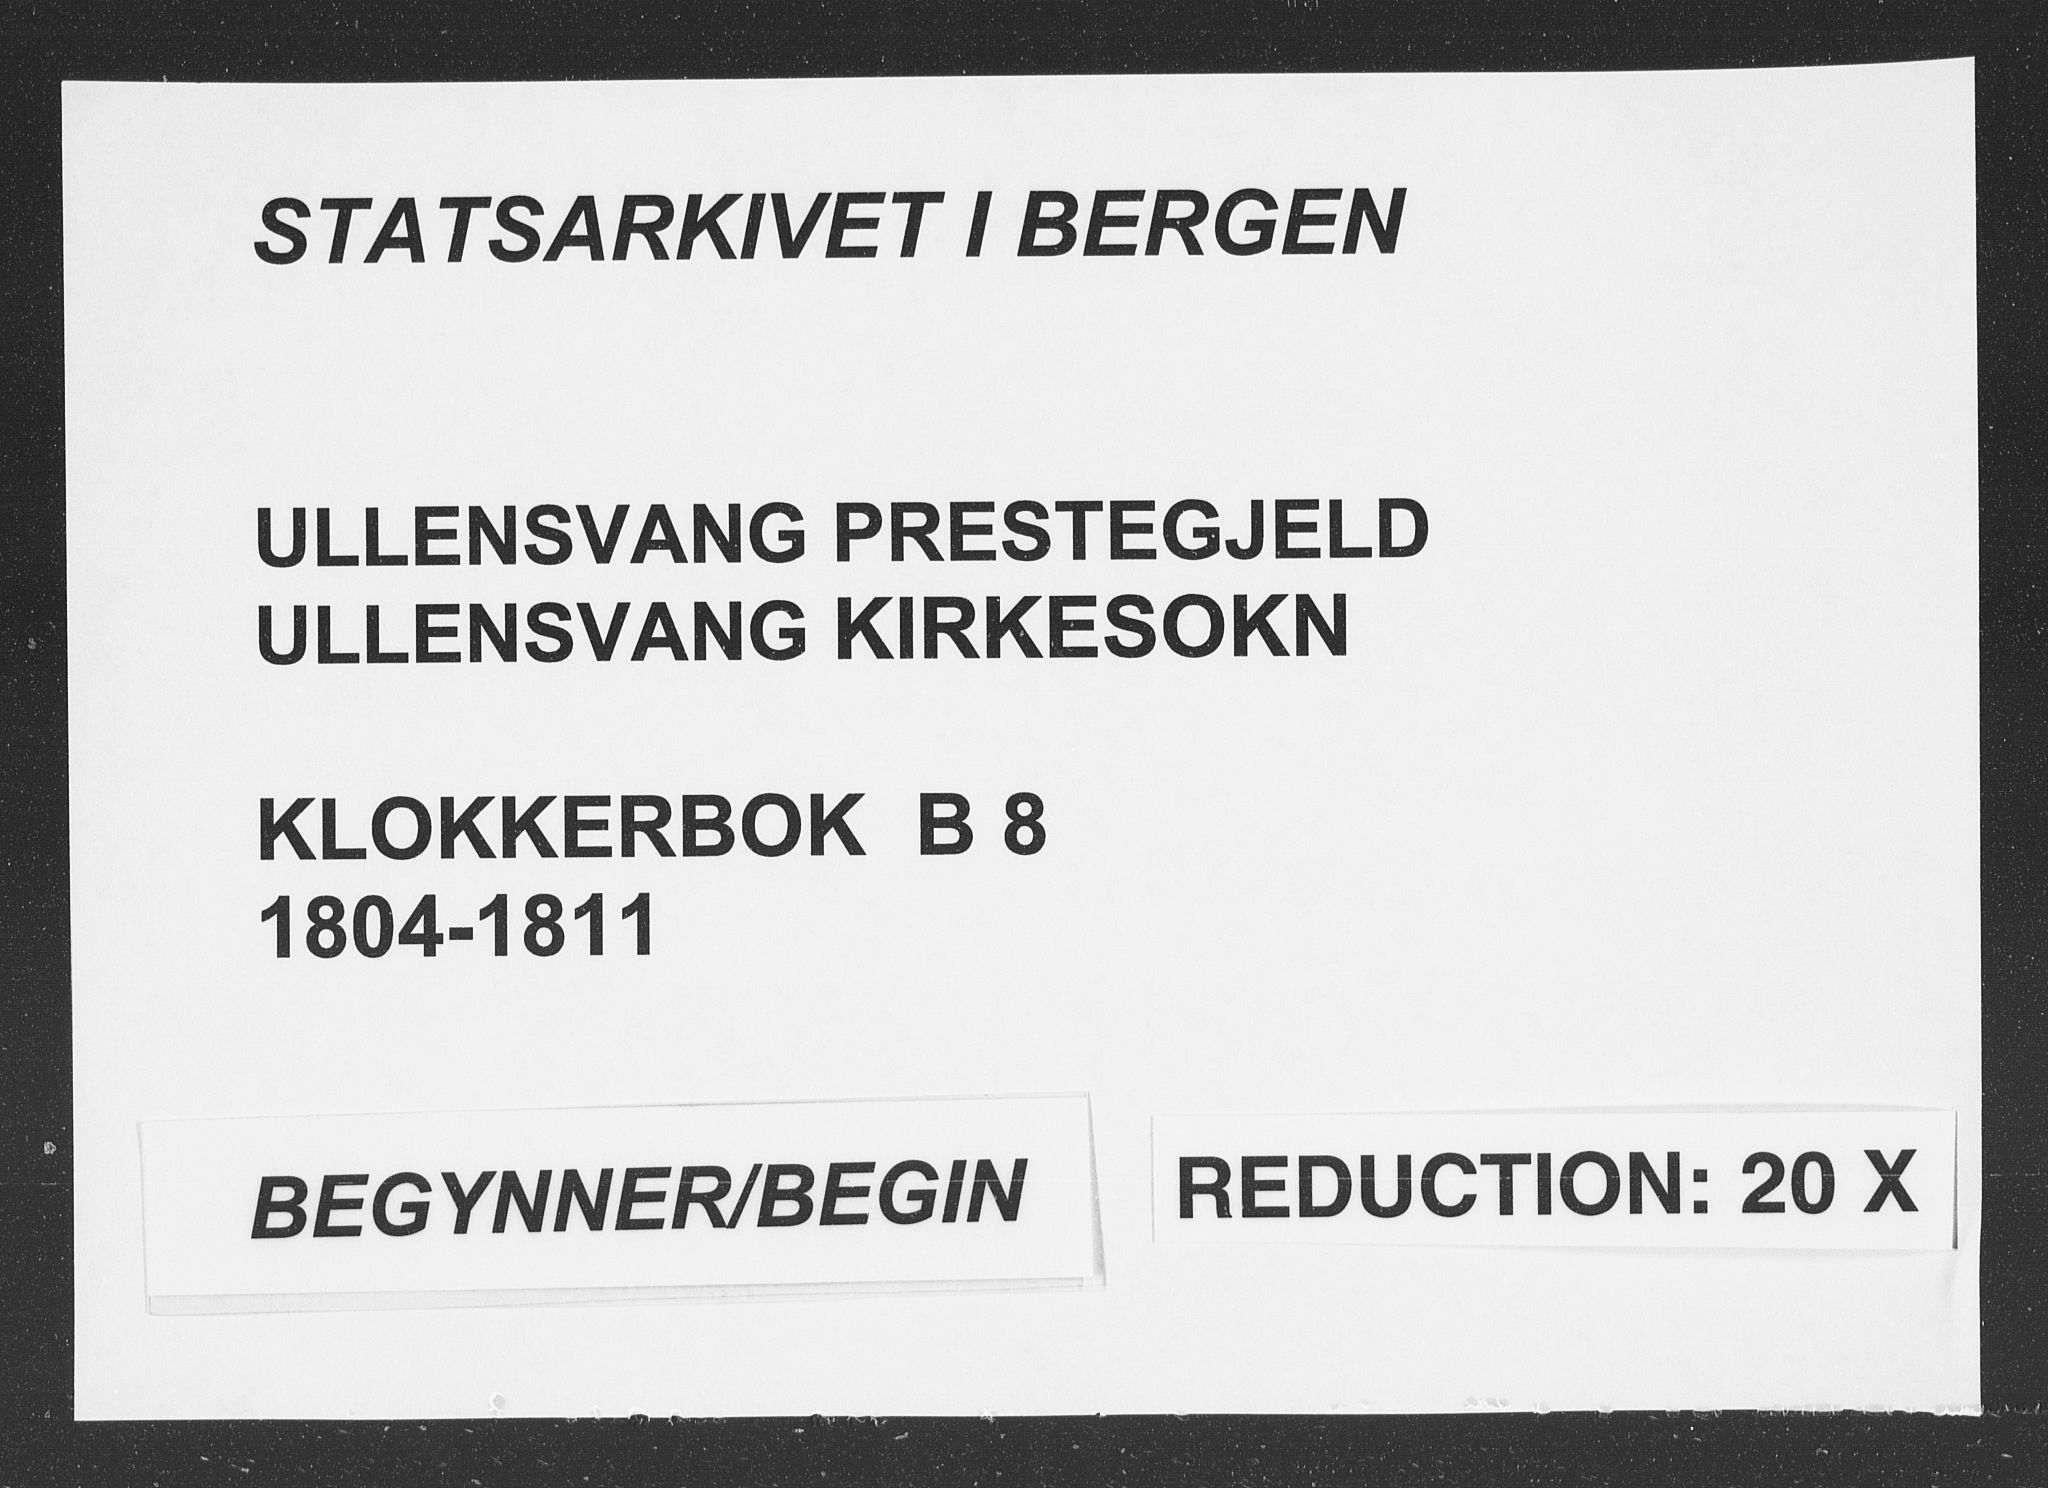 STATSARKIVET I BERGEN
ULLENSVANG PRESTEGJELD
ULLENSVANG KIRKESOKN
KLOKKERBOK B 8
1804-1811
BEGYNNER/BEGIN
REDUCTION: 20 X